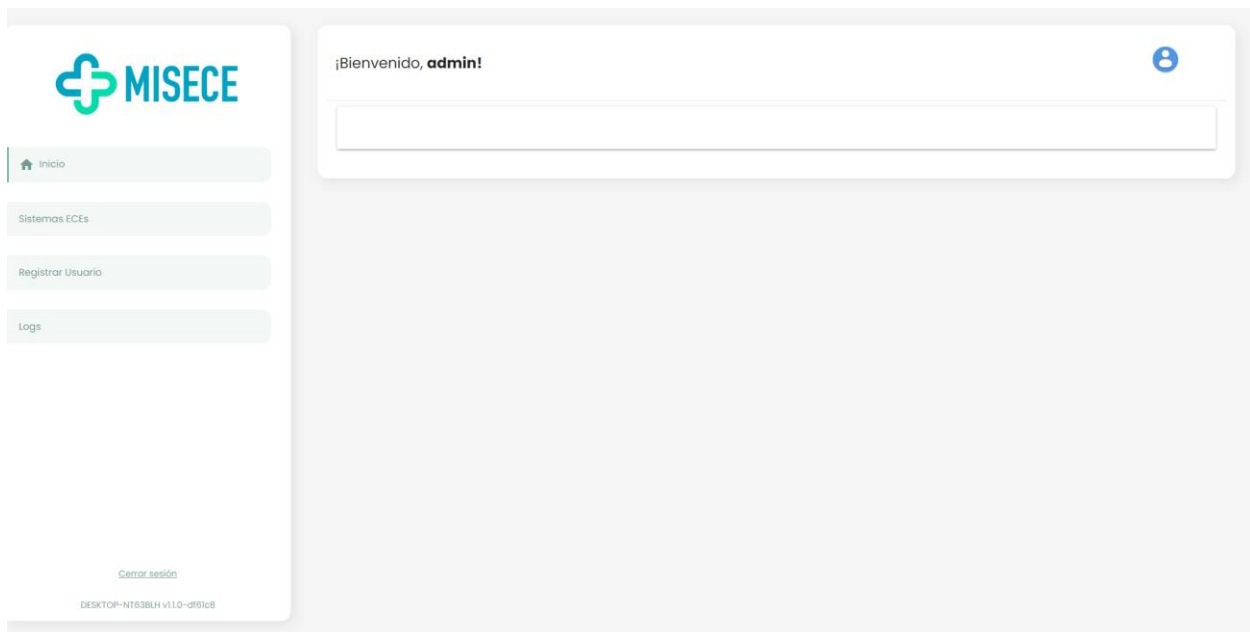 MISECE
Inicio
Sistemas ECEs
Registrar Usuario
Logs
Cerrar sesión
DESKTOP-NT63BLH v1.1.0-df61c8
¡Bienvenido, admin!